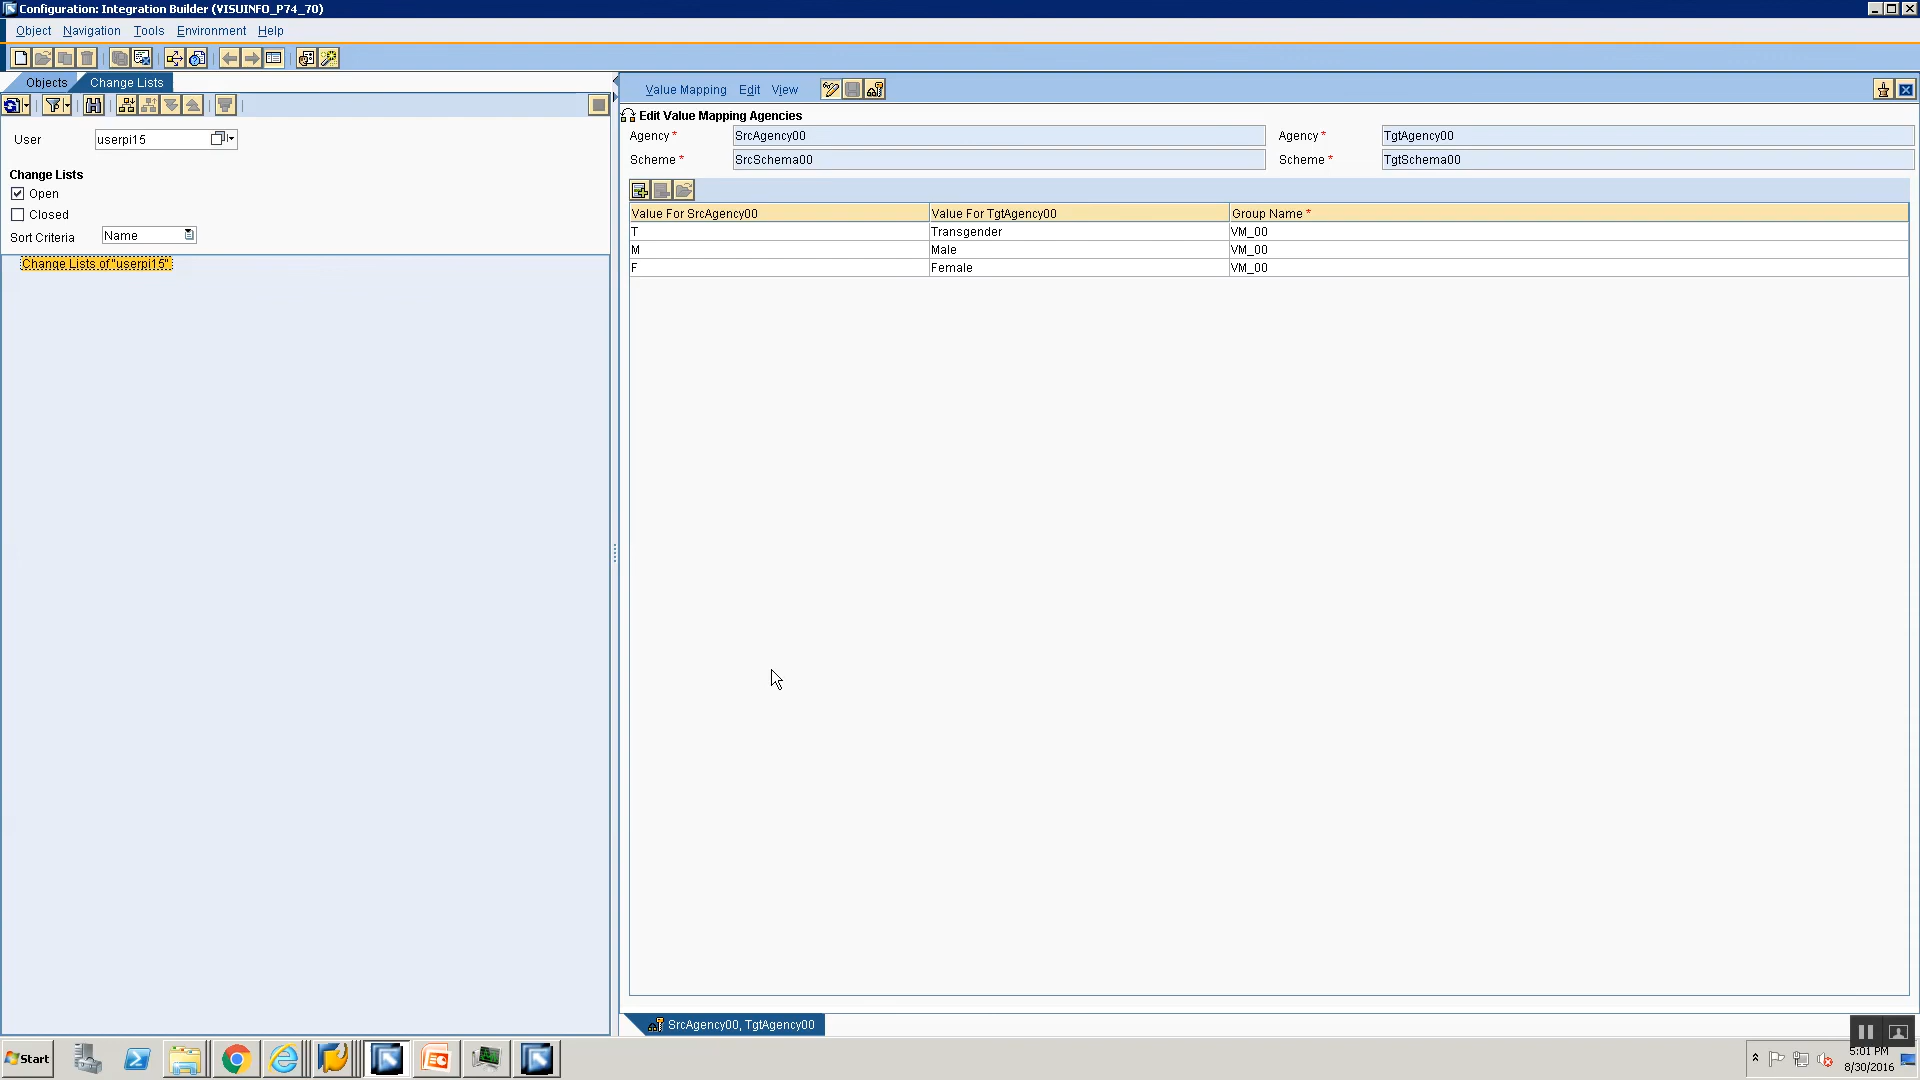 Configuration: Integration Builder (VISUINFO_P74_70)
Object Navigation Tools Environment Help
Objects Change Lists
User userpi15
Change Lists
Open
Closed
Sort Criteria Name
Change Lists of "userpi15"
Value Mapping Edit View
Edit Value Mapping Agencies
Agency * SrcAgency00 Agency * TgtAgency00
Scheme * SrcSchema00 Scheme * TgtSchema00
Value For SrcAgency00 Value For TgtAgency00 Group Name *
T Transgender VM_00
M Male VM_00
F Female VM_00
SrcAgency00, TgtAgency00
Start
5:01 PM
8/30/2016